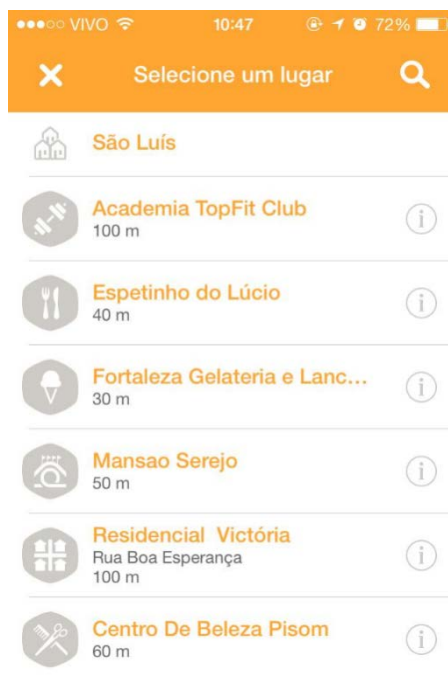 VIVO 10:47 72%
Selecione um lugar
São Luís
Academia TopFit Club
100 m
Espetinho do Lúcio
40 m
Fortaleza Gelateria e Lanc...
30 m
Mansao Serejo
50 m
Residencial Victória
Rua Boa Esperança
100 m
Centro De Beleza Pisom
60 m